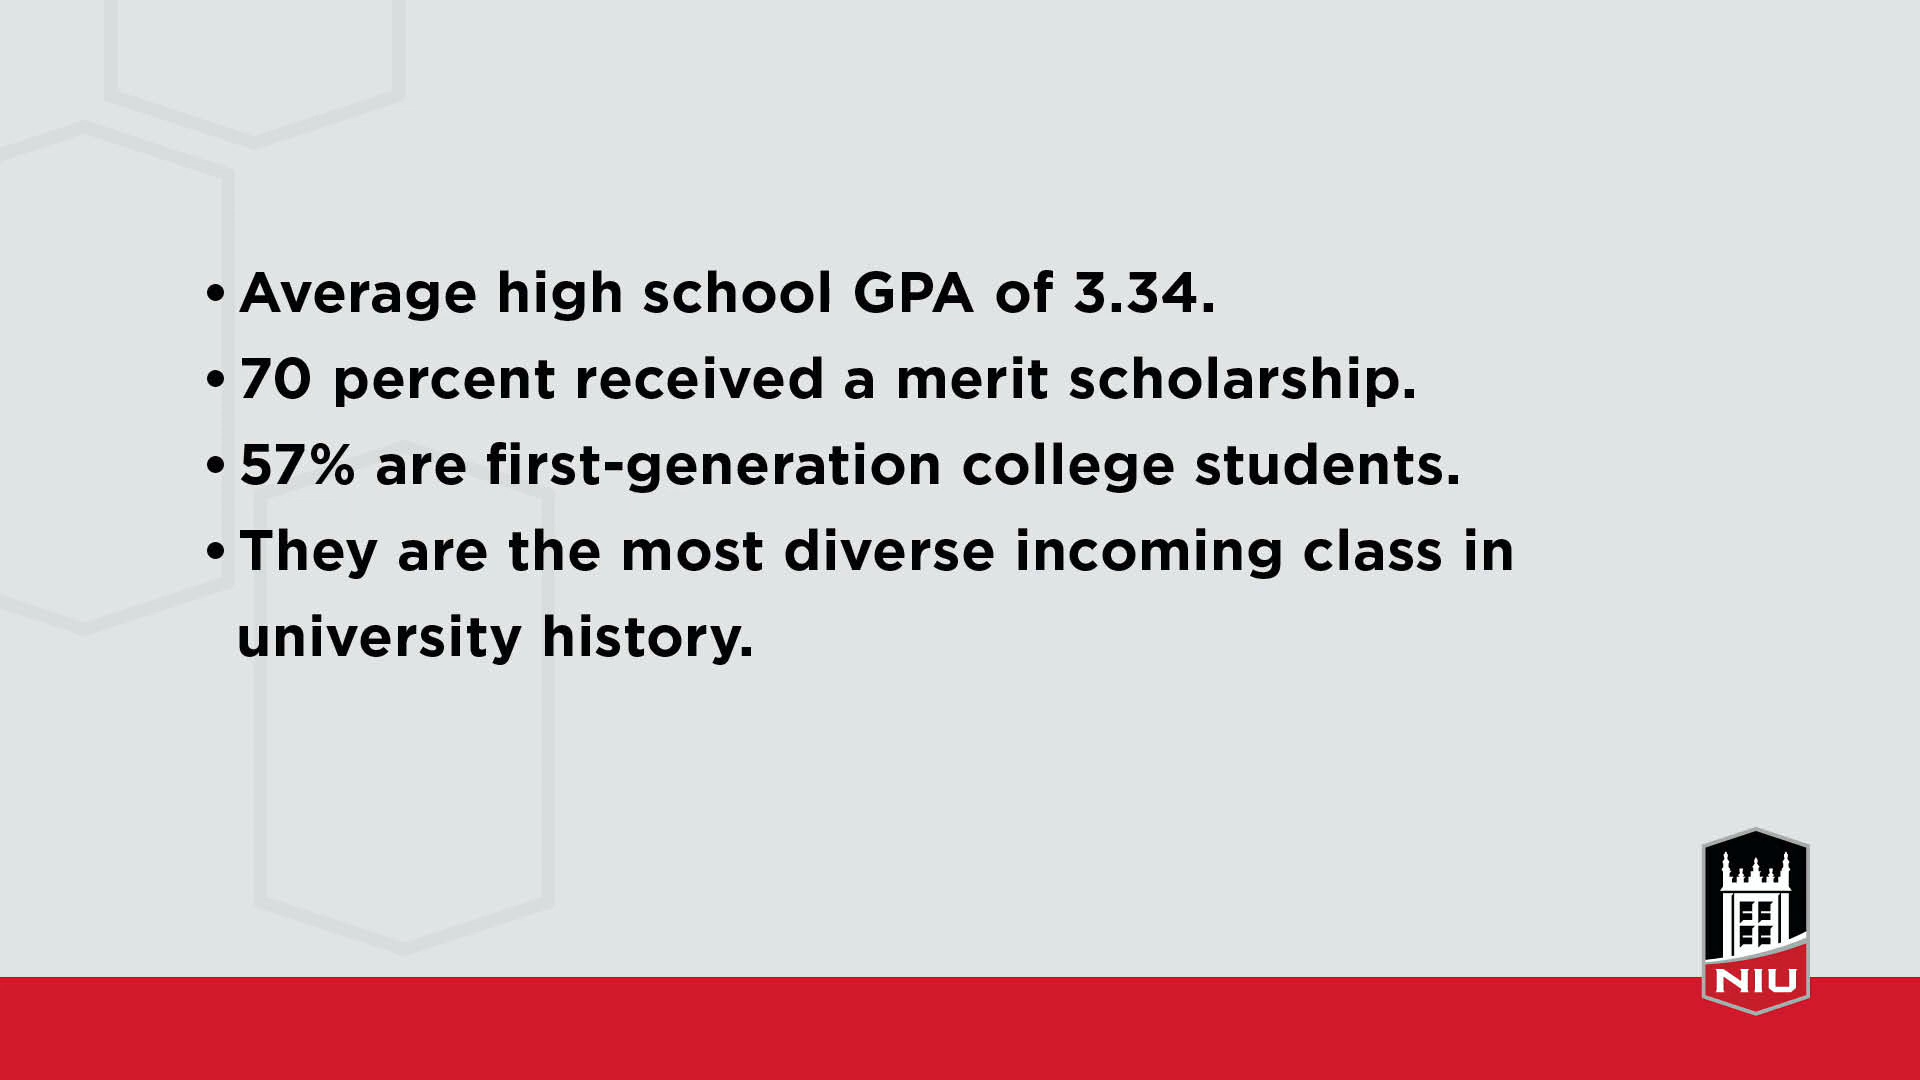 • Average high school GPA of 3.34.
• 70 percent received a merit scholarship.
• 57% are first-generation college students.
• They are the most diverse incoming class in
university history.
NIU